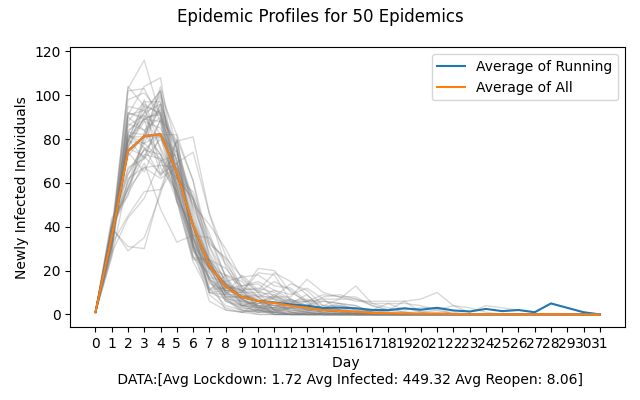 Epidemic Profiles for 50 Epidemics
120
100
80
60
40
20
0
Newly Infected Individuals
Average of Running
Average of All
0 1 2 3 4 5 6 7 8 9 10 11 12 13 14 15 16 17 18 19 20 21 22 23 24 25 26 27 28 29 30 31
Day
DATA:[Avg Lockdown: 1.72 Avg Infected: 449.32 Avg Reopen: 8.06]